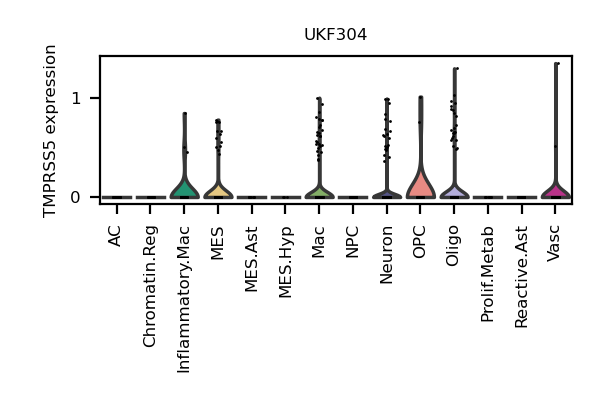 UKF304
TMPRSS5 expression
1
0
AC
Chromatin.Reg
Inflammatory.Mac
MES
MES.Ast
MES.Hyp
Mac
NPC
Neuron
OPC
Oligo
Prolif.Metab
Reactive.Ast
Vasc